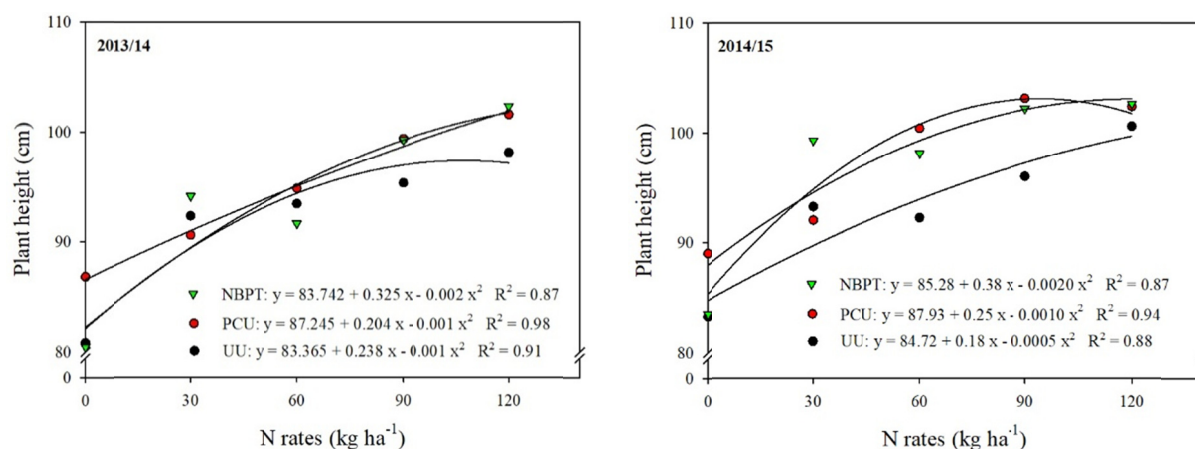 2013/14
Plant height (cm)
110
100
90
80
0
NBPT: y = 83.742 + 0.325 x - 0.002 x² R² = 0.87
PCU: y = 87.245 + 0.204 x - 0.001 x² R² = 0.98
UU: y = 83.365 + 0.238 x - 0.001 x² R² = 0.91
0 30 60 90 120
N rates (kg ha⁻¹)
2014/15
Plant height (cm)
110
100
90
80
0
NBPT: y = 85.28 + 0.38 x - 0.0020 x² R² = 0.87
PCU: y = 87.93 + 0.25 x - 0.0010 x² R² = 0.94
UU: y = 84.72 + 0.18 x - 0.0005 x² R² = 0.88
0 30 60 90 120
N rates (kg ha⁻¹)